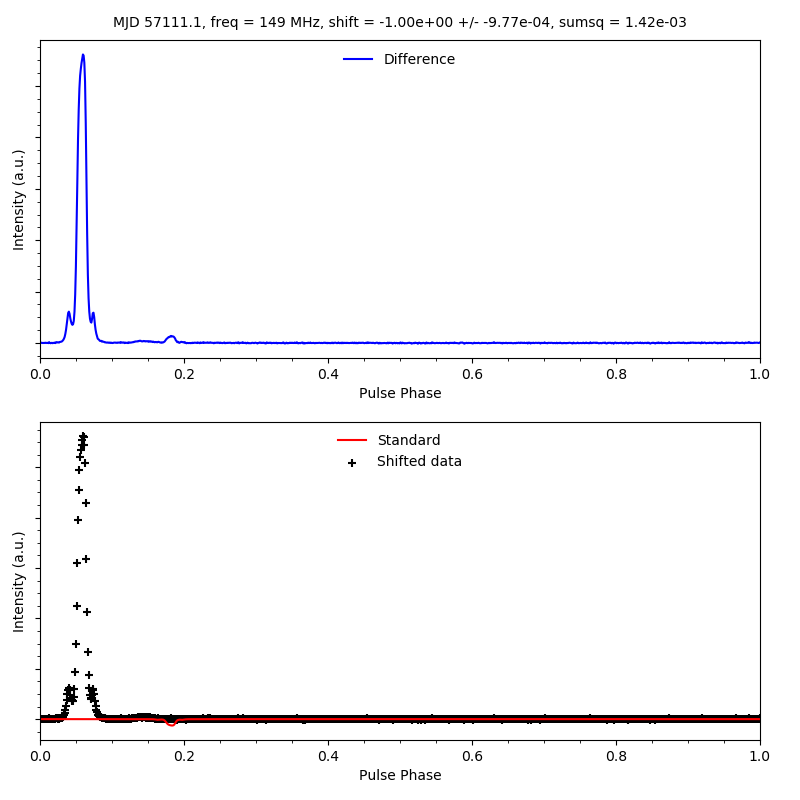 MJD 57111.1, freq = 149 MHz, shift = -1.00e+00 +/- -9.77e-04, sumsq = 1.42e-03
Difference
Intensity (a.u.)
0.0 0.2 0.4 0.6 0.8 1.0
Pulse Phase
Standard
Shifted data
Intensity (a.u.)
0.0 0.2 0.4 0.6 0.8 1.0
Pulse Phase